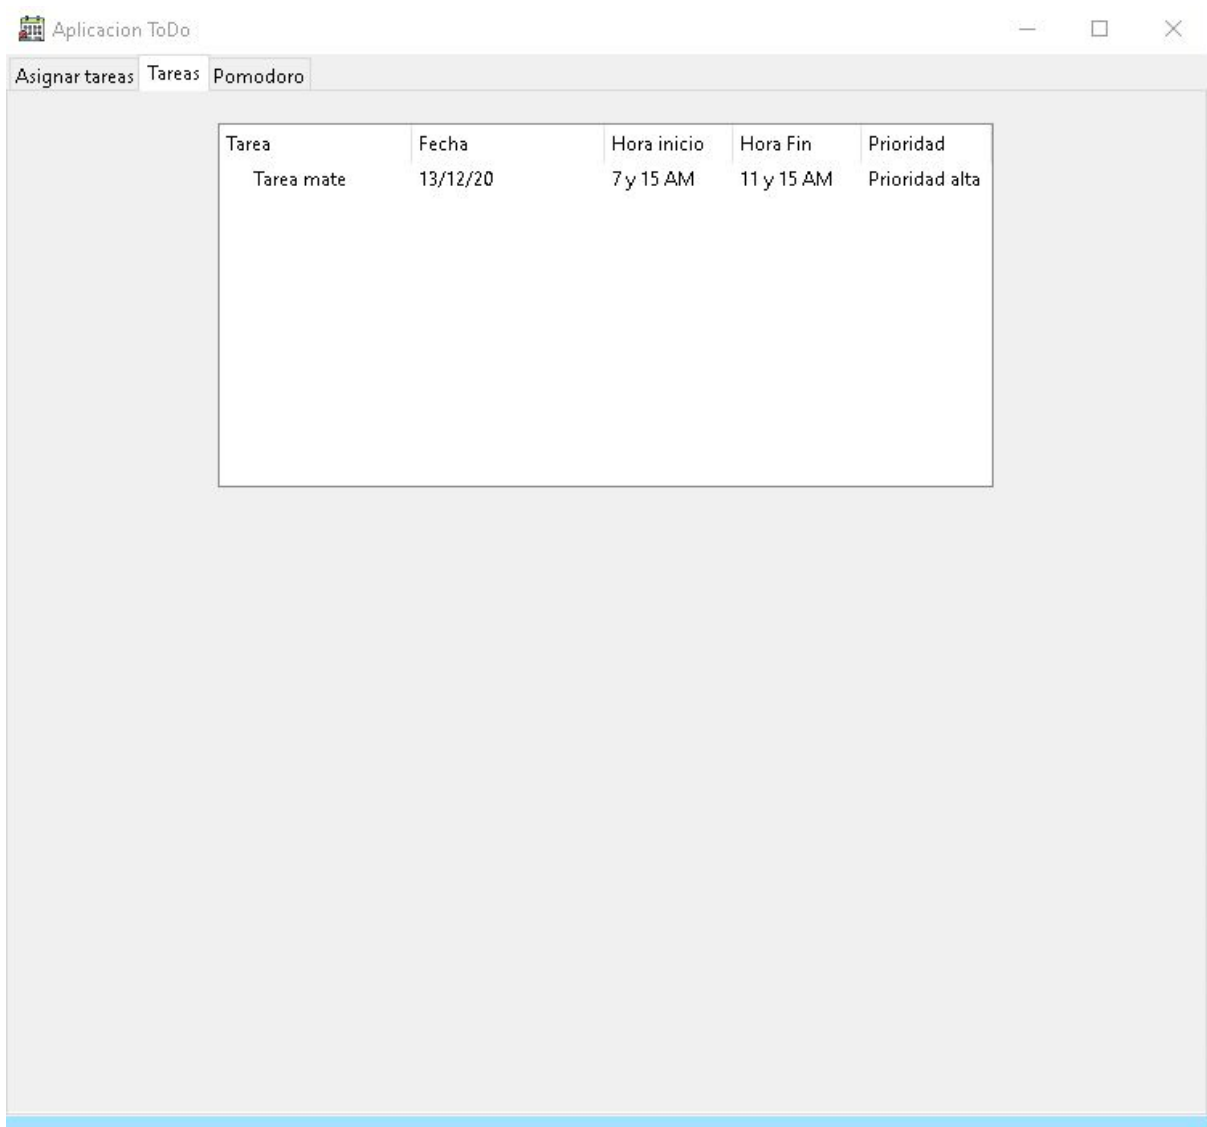 Aplicacion ToDo
Asignar tareas Tareas Pomodoro
Tarea Fecha Hora inicio Hora Fin Prioridad
Tarea mate 13/12/20 7 y 15 AM 11 y 15 AM Prioridad alta